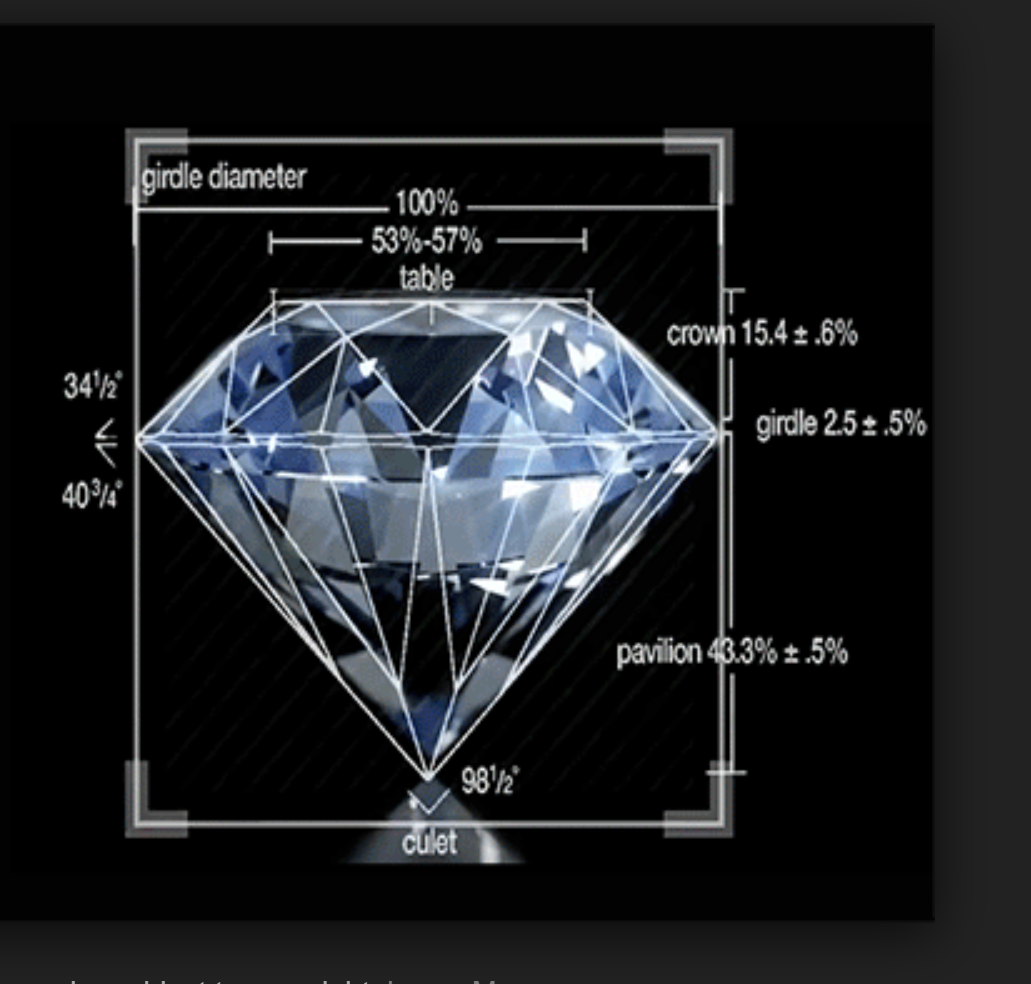 girdle diameter
100%
53%-57%
table
crown 15.4 ± .6%
34½°
girdle 2.5 ± .5%
40¾°
pavilion 43.3% ± .5%
98½°
culet